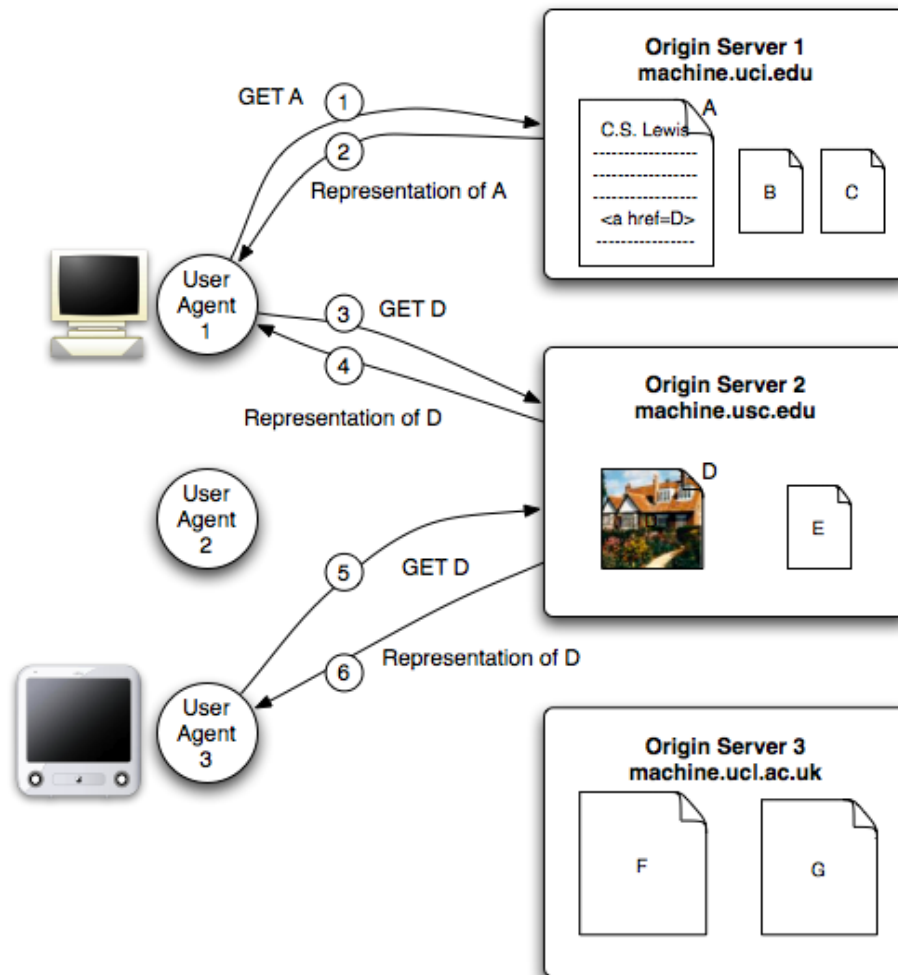 Origin Server 1
machine.uci.edu
GET A
1
A
C.S. Lewis
2
Representation of A
B
C
<a href=D>
User
Agent
1
3
GET D
4
Representation of D
Origin Server 2
machine.usc.edu
D
E
User
Agent
2
5
GET D
6
Representation of D
User
Agent
3
Origin Server 3
machine.ucl.ac.uk
F
G